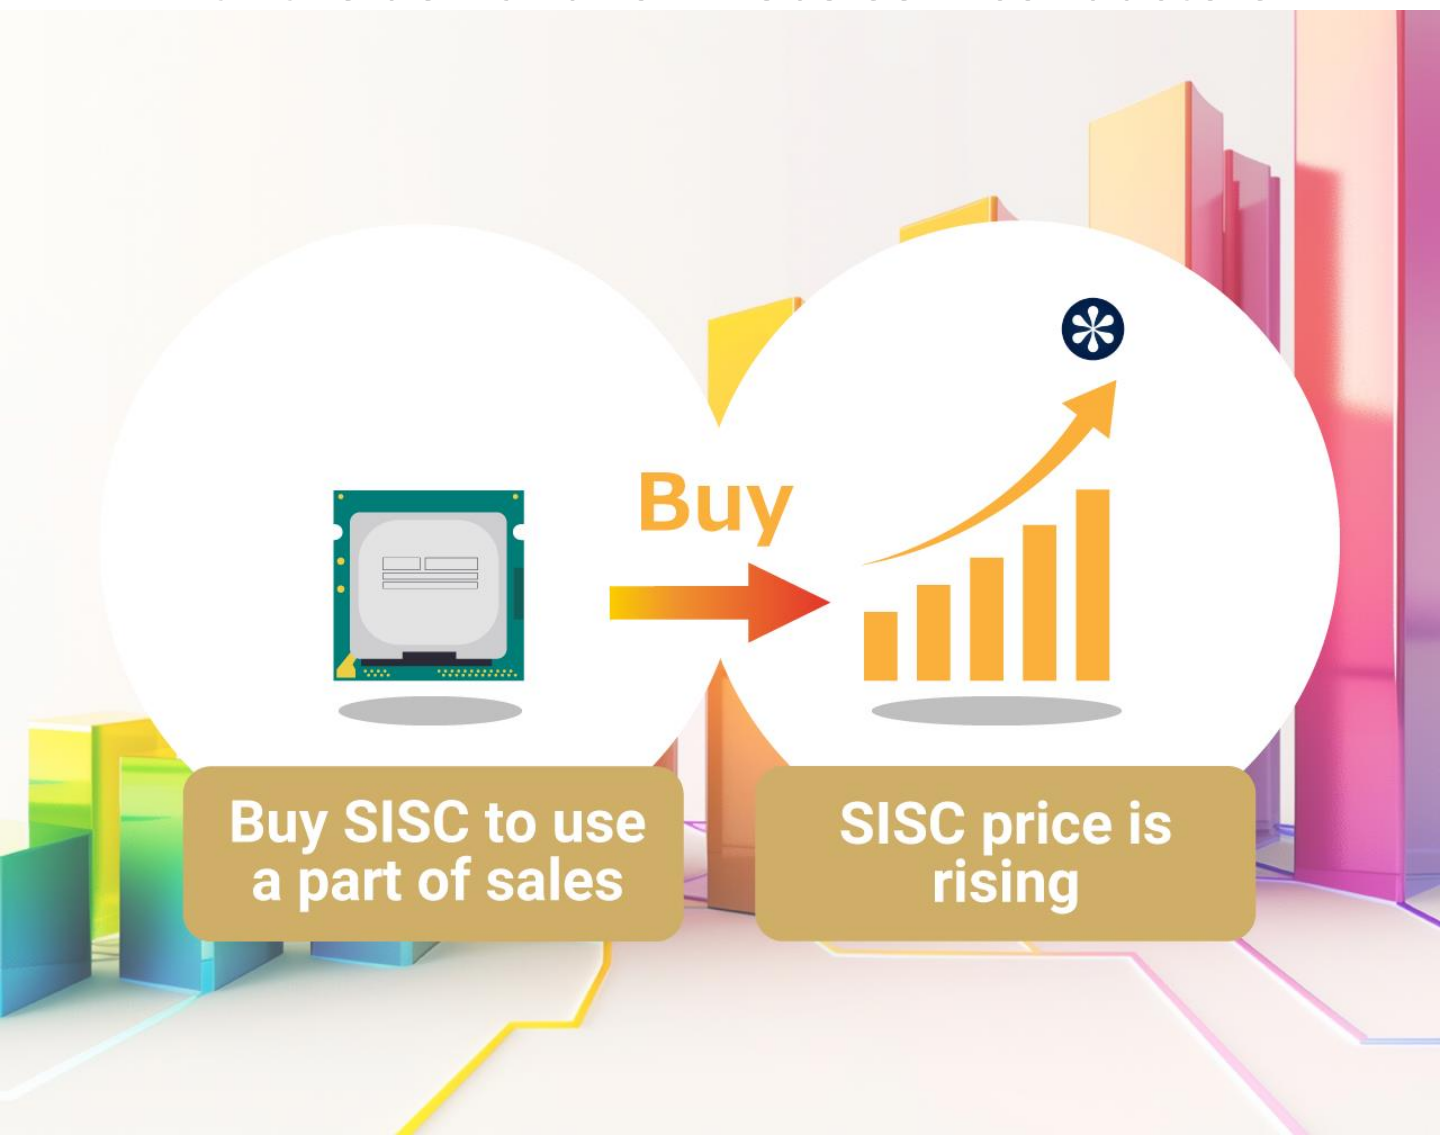 Buy
Buy SISC to use
a part of sales
SISC price is
rising